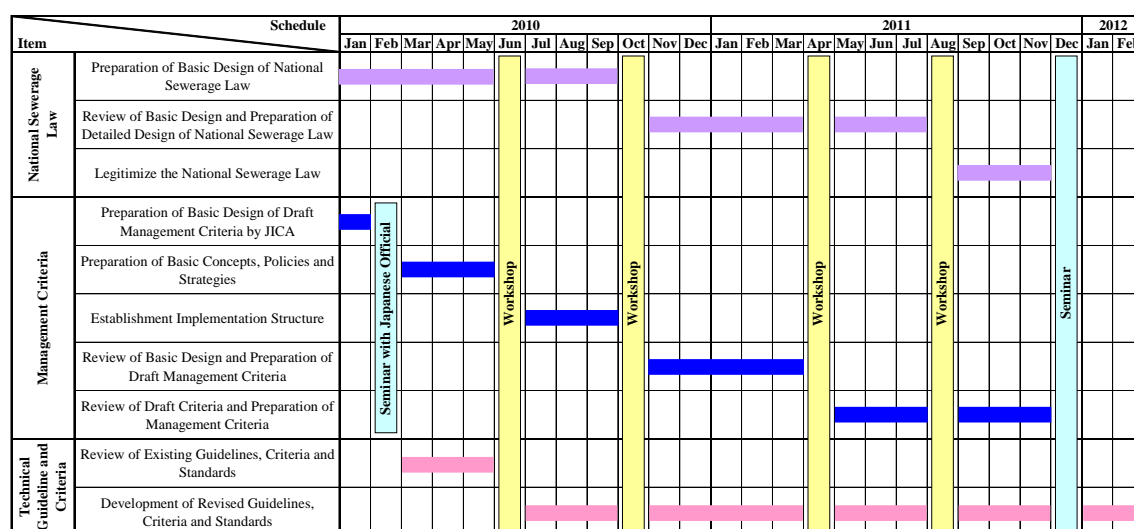 Schedule
2010
2011
2012
Item
Jan Feb Mar Apr May Jun Jul Aug Sep Oct Nov Dec Jan Feb Mar Apr May Jun Jul Aug Sep Oct Nov Dec Jan Feb
National Sewerage
Law
Preparation of Basic Design of National
Sewerage Law
Review of Basic Design and Preparation of
Detailed Design of National Sewerage Law
Legitimize the National Sewerage Law
Management Criteria
Preparation of Basic Design of Draft
Management Criteria by JICA
Preparation of Basic Concepts, Policies and
Strategies
Establishment Implementation Structure
Review of Basic Design and Preparation of
Draft Management Criteria
Review of Draft Criteria and Preparation of
Management Criteria
Technical
Guideline and
Criteria
Review of Existing Guidelines, Criteria and
Standards
Development of Revised Guidelines,
Criteria and Standards
Seminar with Japanese Official
Workshop
Workshop
Workshop
Workshop
Seminar